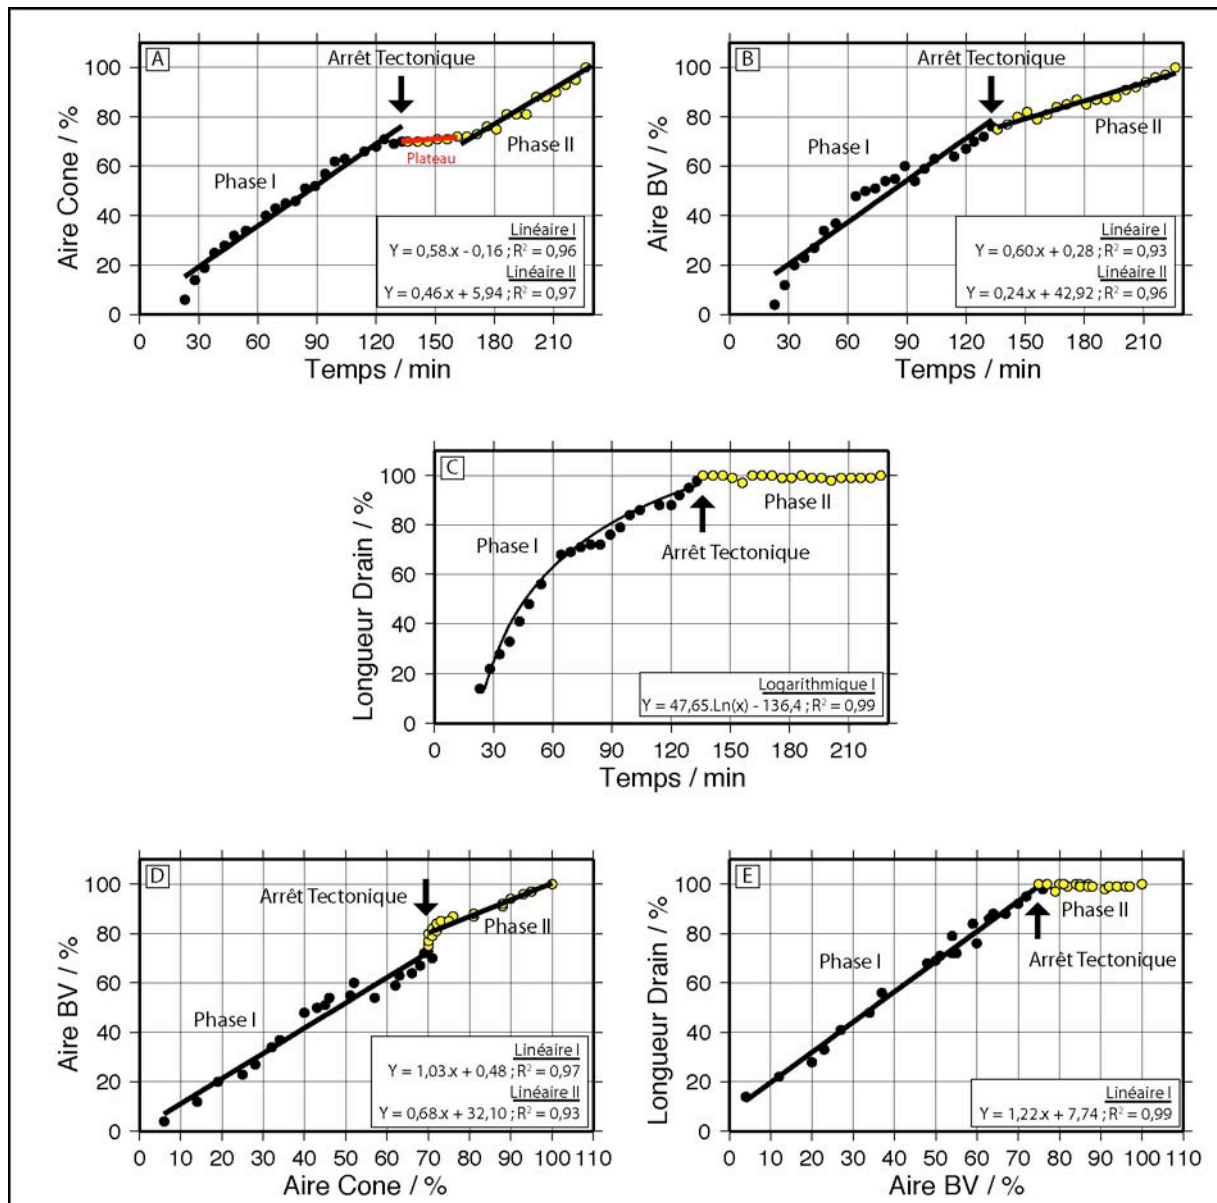 A
Arrêt Tectonique
Phase I
Plateau
Phase II
Linéaire I
Y = 0,58.x - 0,16 ; R² = 0,96
Linéaire II
Y = 0,46.x + 5,94 ; R² = 0,97
Aire Cone / %
0 20 40 60 80 100
0 30 60 90 120 150 180 210
Temps / min
B
Arrêt Tectonique
Phase I
Phase II
Linéaire I
Y = 0,60.x + 0,28 ; R² = 0,93
Linéaire II
Y = 0,24.x + 42,92 ; R² = 0,96
Aire BV / %
0 20 40 60 80 100
0 30 60 90 120 150 180 210
Temps / min
C
Phase I
Phase II
Arrêt Tectonique
Logarithmique I
Y = 47,65.Ln(x) - 136,4 ; R² = 0,99
Longueur Drain / %
0 20 40 60 80 100
0 30 60 90 120 150 180 210
Temps / min
D
Arrêt Tectonique
Phase II
Phase I
Linéaire I
Y = 1,03.x + 0,48 ; R² = 0,97
Linéaire II
Y = 0,68.x + 32,10 ; R² = 0,93
Aire BV / %
0 20 40 60 80 100
0 10 20 30 40 50 60 70 80 90 100 110
Aire Cone / %
E
Phase II
Phase I
Arrêt Tectonique
Linéaire I
Y = 1,22.x + 7,74 ; R² = 0,99
Longueur Drain / %
0 20 40 60 80 100
0 10 20 30 40 50 60 70 80 90 100 110
Aire BV / %